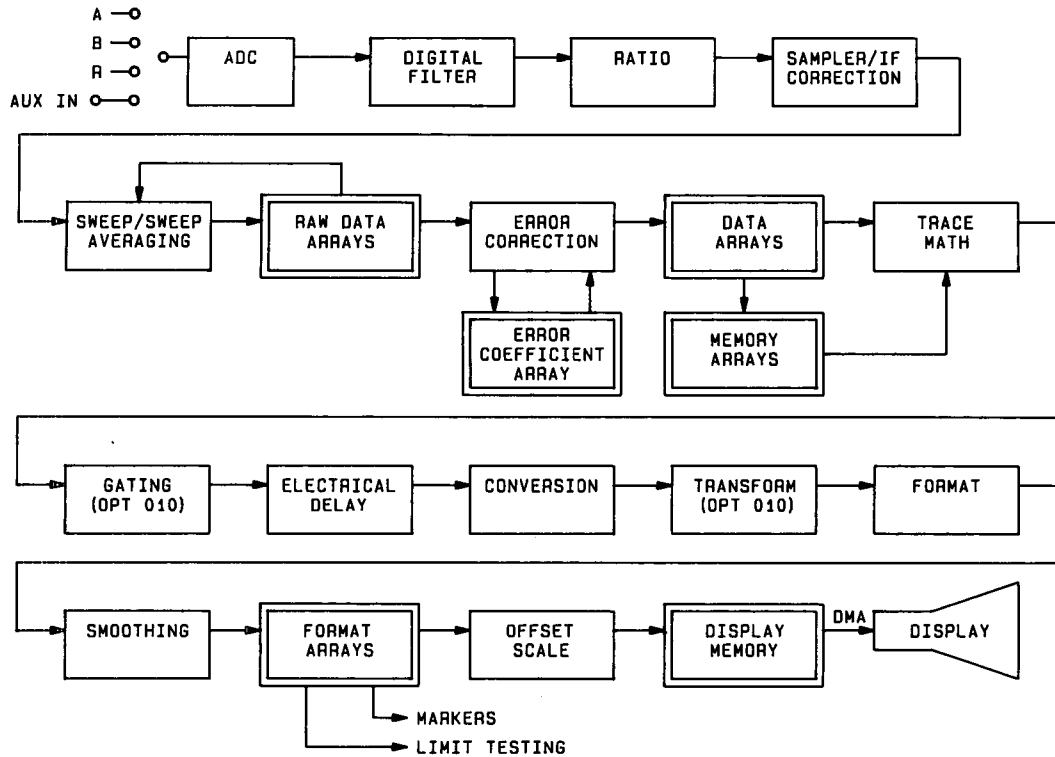 A
B
R
AUX IN
ADC
DIGITAL
FILTER
RATIO
SAMPLER/IF
CORRECTION
SWEEP/SWEEP
AVERAGING
RAW DATA
ARRAYS
ERROR
CORRECTION
DATA
ARRAYS
TRACE
MATH
ERROR
COEFFICIENT
ARRAY
MEMORY
ARRAYS
GATING
(OPT 010)
ELECTRICAL
DELAY
CONVERSION
TRANSFORM
(OPT 010)
FORMAT
SMOOTHING
FORMAT
ARRAYS
OFFSET
SCALE
DISPLAY
MEMORY
DMA
DISPLAY
MARKERS
LIMIT TESTING